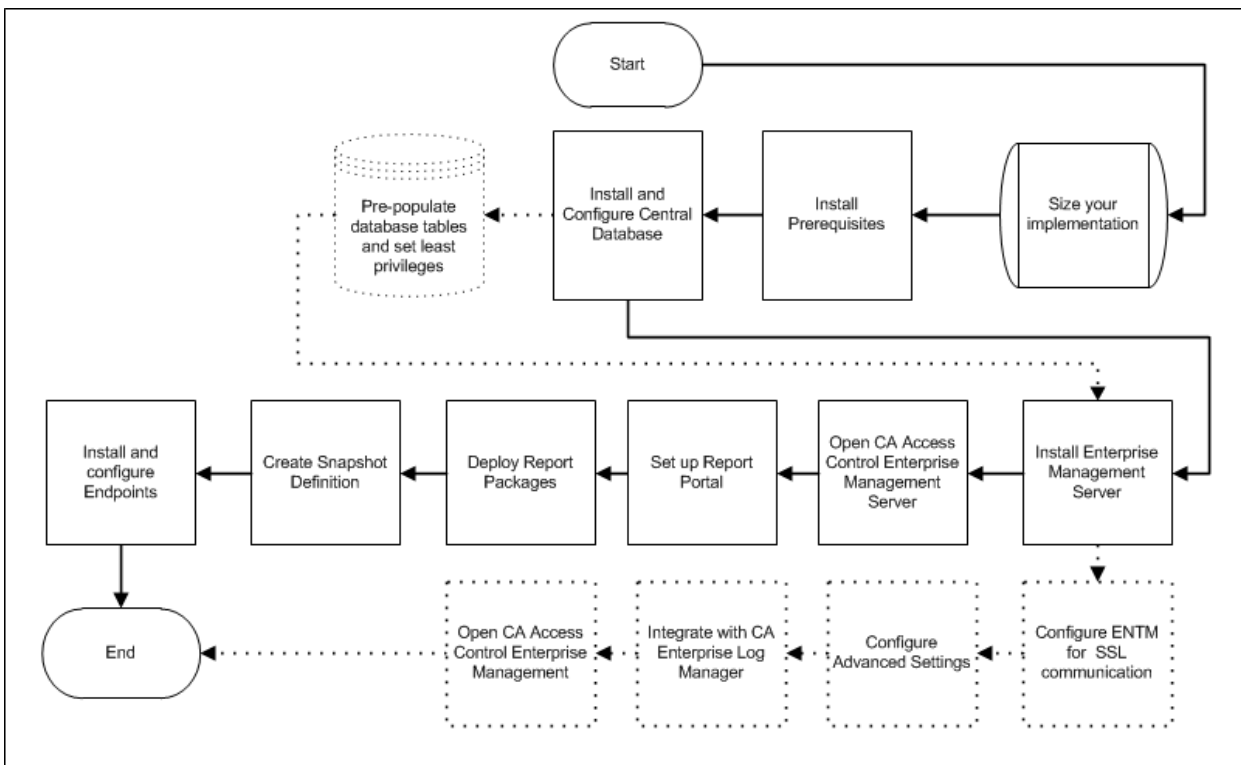 Start
Pre-populate
database tables
and set least
privileges
Install and
Configure Central
Database
Install
Prerequisites
Size your
implementation
Install and
configure
Endpoints
Create Snapshot
Definition
Deploy Report
Packages
Set up Report
Portal
Open CA Access
Control Enterprise
Management
Server
Install Enterprise
Management
Server
End
Open CA Access
Control Enterprise
Management
Integrate with CA
Enterprise Log
Manager
Configure
Advanced Settings
Configure ENTM
for SSL
communication